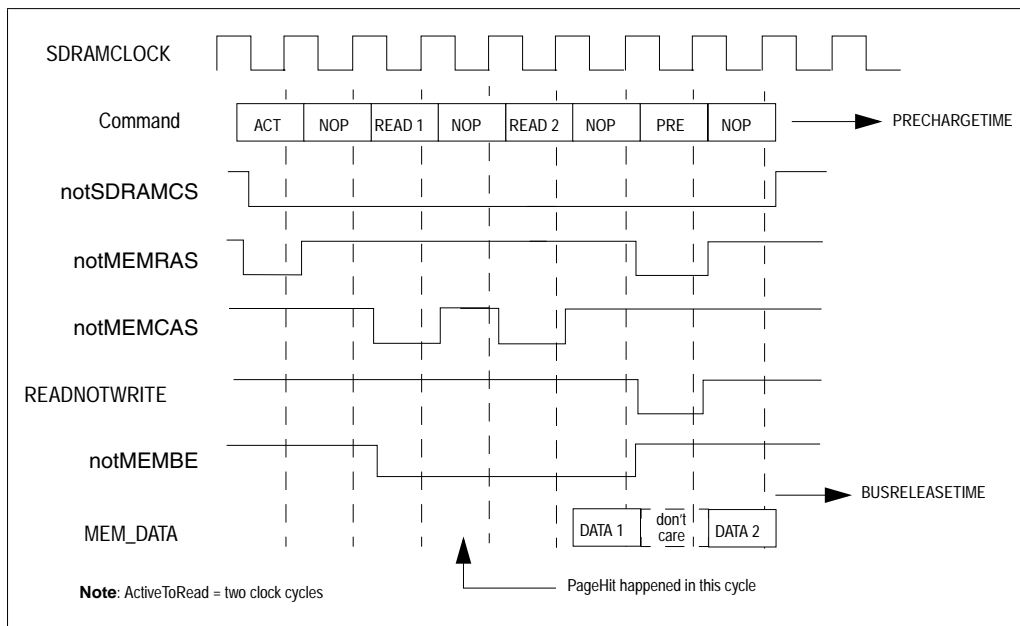 SDRAMCLOCK
Command ACT NOP READ 1 NOP READ 2 NOP PRE NOP PRECHARGETIME
notSDRAMCS
notMEMRAS
notMEMCAS
READNOTWRITE
notMEMBE
BUSRELEASETIME
MEM_DATA DATA 1 don't care DATA 2
PageHit happened in this cycle
Note: ActiveToRead = two clock cycles